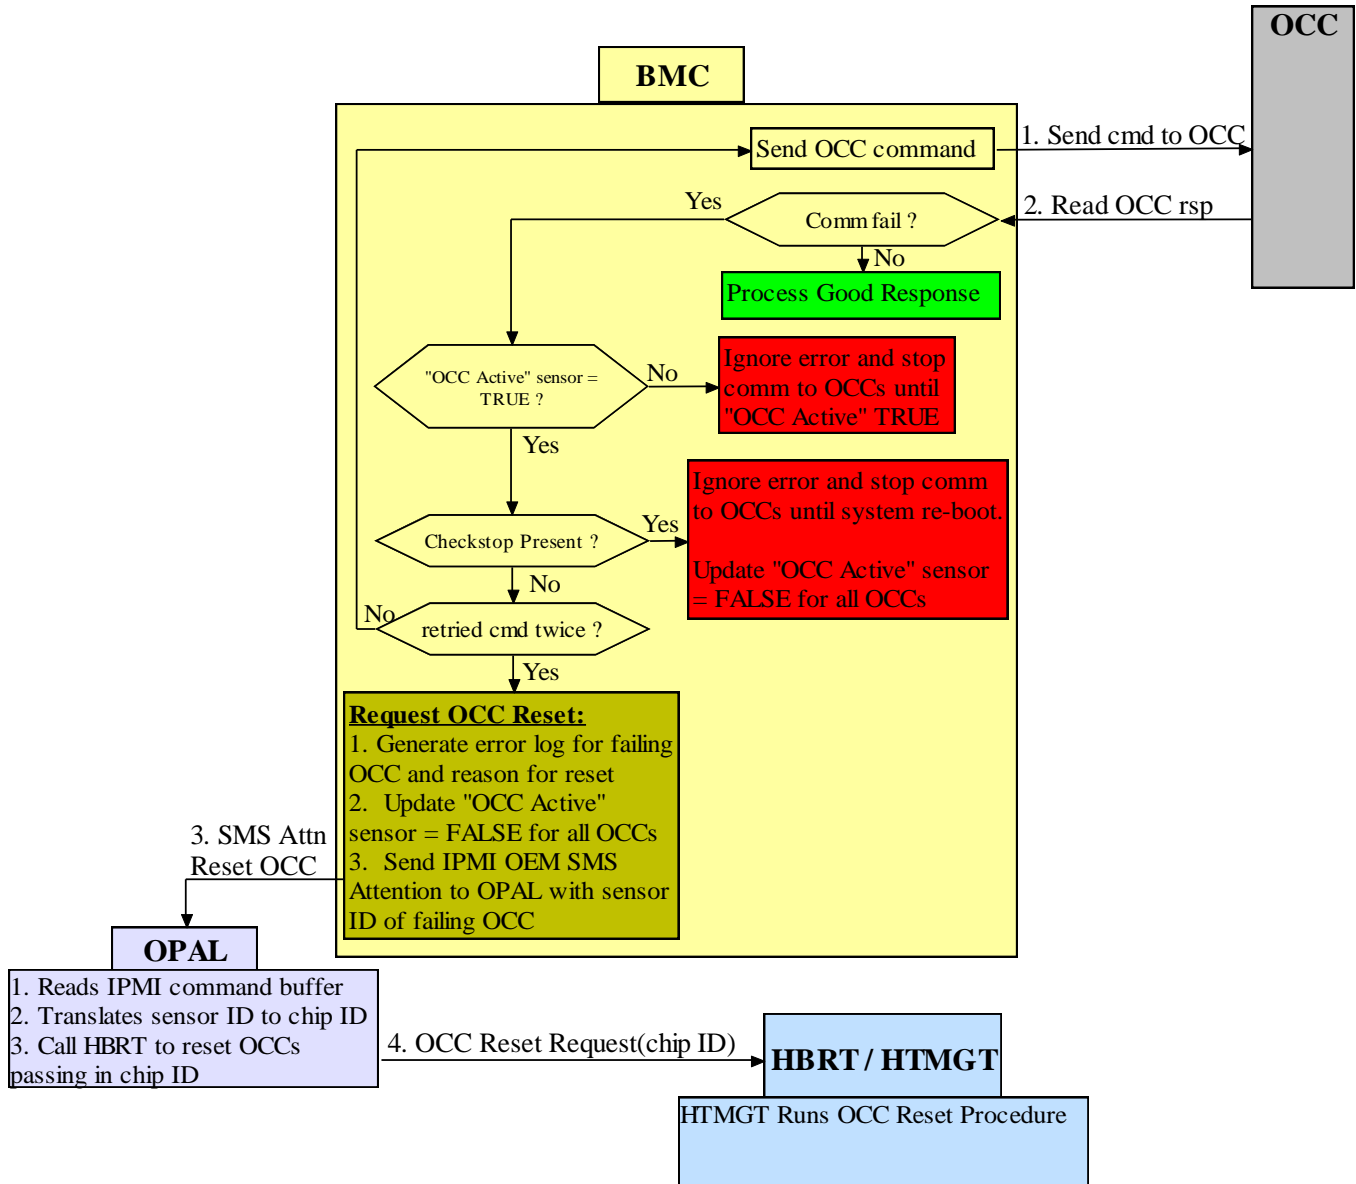 OCC
BMC
Send OCC command
1. Send cmd to OCC
Yes
Comm fail ?
2. Read OCC rsp
No
Process Good Response
"OCC Active" sensor =
TRUE ?
No
Ignore error and stop
comm to OCCs until
"OCC Active" TRUE
Yes
Ignore error and stop comm
to OCCs until system re-boot.
Update "OCC Active" sensor
= FALSE for all OCCs
Checkstop Present ?
Yes
No
No
retried cmd twice ?
Yes
Request OCC Reset:
1. Generate error log for failing
OCC and reason for reset
2. Update "OCC Active"
sensor = FALSE for all OCCs
3. Send IPMI OEM SMS
Attention to OPAL with sensor
ID of failing OCC
3. SMS Attn
Reset OCC
OPAL
1. Reads IPMI command buffer
2. Translates sensor ID to chip ID
3. Call HBRT to reset OCCs
passing in chip ID
4. OCC Reset Request(chip ID)
HBRT / HTMGT
HTMGT Runs OCC Reset Procedure